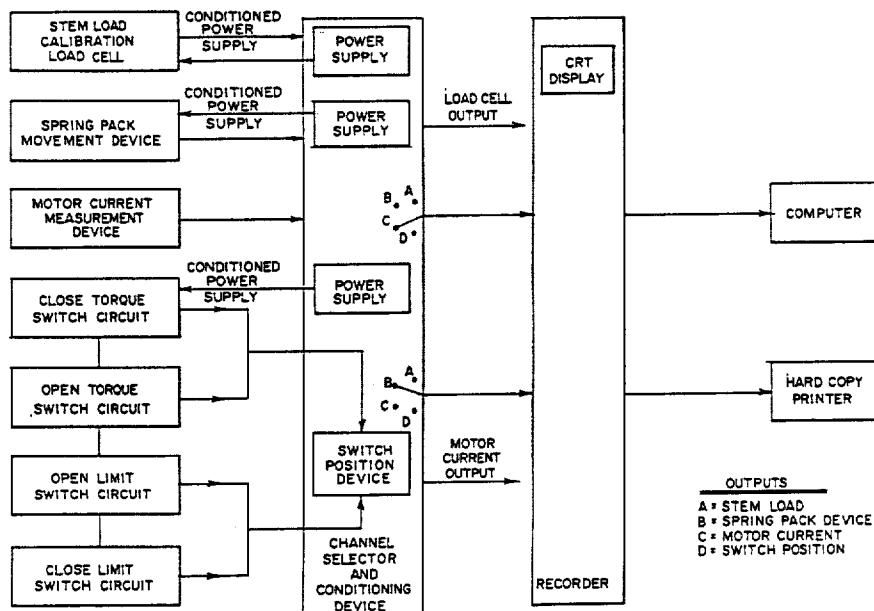 STEM LOAD
CALIBRATION
LOAD CELL
CONDITIONED
POWER
SUPPLY
POWER
SUPPLY
CRT
DISPLAY
SPRING PACK
MOVEMENT DEVICE
CONDITIONED
POWER
SUPPLY
POWER
SUPPLY
LOAD CELL
OUTPUT
MOTOR CURRENT
MEASUREMENT
DEVICE
A
B
C
D
COMPUTER
CLOSE TORQUE
SWITCH CIRCUIT
CONDITIONED
POWER
SUPPLY
POWER
SUPPLY
OPEN TORQUE
SWITCH CIRCUIT
A
B
C
D
HARD COPY
PRINTER
OPEN LIMIT
SWITCH CIRCUIT
SWITCH
POSITION
DEVICE
MOTOR
CURRENT
OUTPUT
CLOSE LIMIT
SWITCH CIRCUIT
CHANNEL
SELECTOR
AND
CONDITIONING
DEVICE
RECORDER
OUTPUTS
A = STEM LOAD
B = SPRING PACK DEVICE
C = MOTOR CURRENT
D = SWITCH POSITION